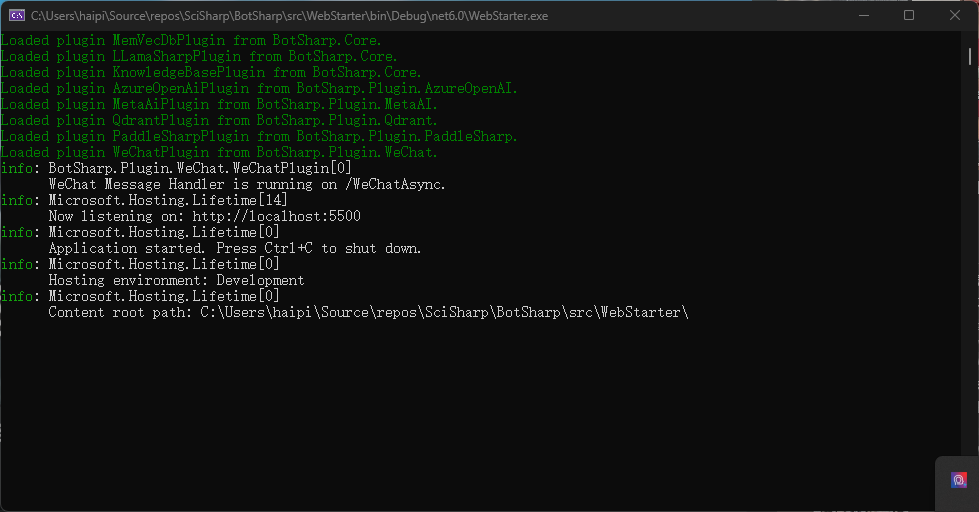 C:\Users\haipi\Source\repos\SciSharp\BotSharp\src\WebStarter\bin\Debug\net6.0\WebStarter.exe
Loaded plugin MemVecDbPlugin from BotSharp.Core.
Loaded plugin LLamaSharpPlugin from BotSharp.Core.
Loaded plugin KnowledgeBasePlugin from BotSharp.Core.
Loaded plugin AzureOpenAiPlugin from BotSharp.Plugin.AzureOpenAI.
Loaded plugin MetaAiPlugin from BotSharp.Plugin.MetaAI.
Loaded plugin QdrantPlugin from BotSharp.Plugin.Qdrant.
Loaded plugin PaddleSharpPlugin from BotSharp.Plugin.PaddleSharp.
Loaded plugin WeChatPlugin from BotSharp.Plugin.WeChat.
info: BotSharp.Plugin.WeChat.WeChatPlugin[0]
      WeChat Message Handler is running on /WeChatAsync.
info: Microsoft.Hosting.Lifetime[14]
      Now listening on: http://localhost:5500
info: Microsoft.Hosting.Lifetime[0]
      Application started. Press Ctrl+C to shut down.
info: Microsoft.Hosting.Lifetime[0]
      Hosting environment: Development
info: Microsoft.Hosting.Lifetime[0]
      Content root path: C:\Users\haipi\Source\repos\SciSharp\BotSharp\src\WebStarter\